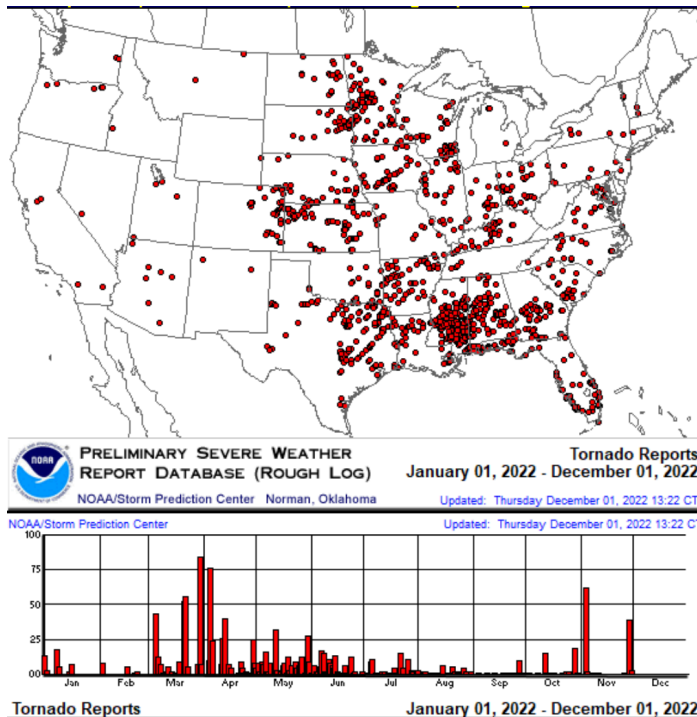 NOAA
PRELIMINARY SEVERE WEATHER
REPORT DATABASE (ROUGH LOG)
NOAA/Storm Prediction Center Norman, Oklahoma
Tornado Reports
January 01, 2022 - December 01, 2022
Updated: Thursday December 01, 2022 13:22 CT
NOAA/Storm Prediction Center
Updated: Thursday December 01, 2022 13:22 CT
100
75
50
25
00
Jan Feb Mar Apr May Jun Jul Aug Sep Oct Nov Dec
Tornado Reports
January 01, 2022 - December 01, 2022